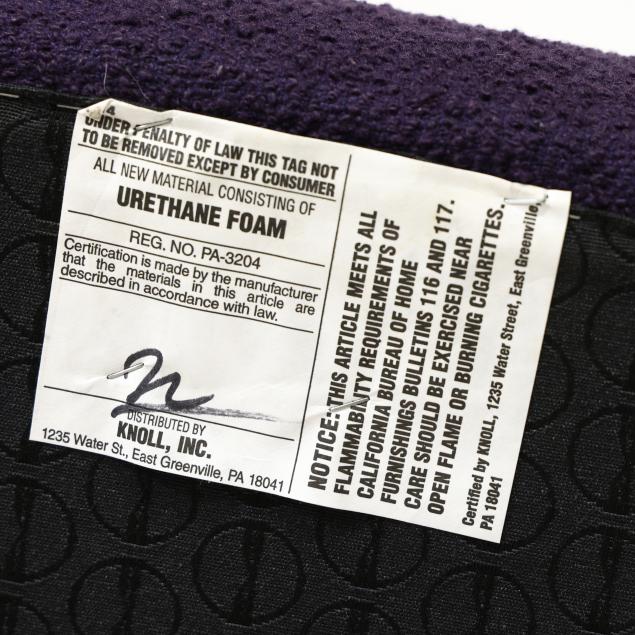 UNDER PENALTY OF LAW THIS TAG NOT
TO BE REMOVED EXCEPT BY CONSUMER
ALL NEW MATERIAL CONSISTING OF
URETHANE FOAM
REG. NO. PA-3204
Certification is made by the manufacturer
that the materials in this article are
described in accordance with law.
DISTRIBUTED BY
KNOLL, INC.
1235 Water St., East Greenville, PA 18041
NOTICE: THIS ARTICLE MEETS ALL
FLAMMABILITY REQUIREMENTS OF
CALIFORNIA BUREAU OF HOME
FURNISHINGS BULLETINS 116 AND 117.
CARE SHOULD BE EXERCISED NEAR
OPEN FLAME OR BURNING CIGARETTES.
Certified by KNOLL, 1235 Water Street, East Greenville,
PA 18041